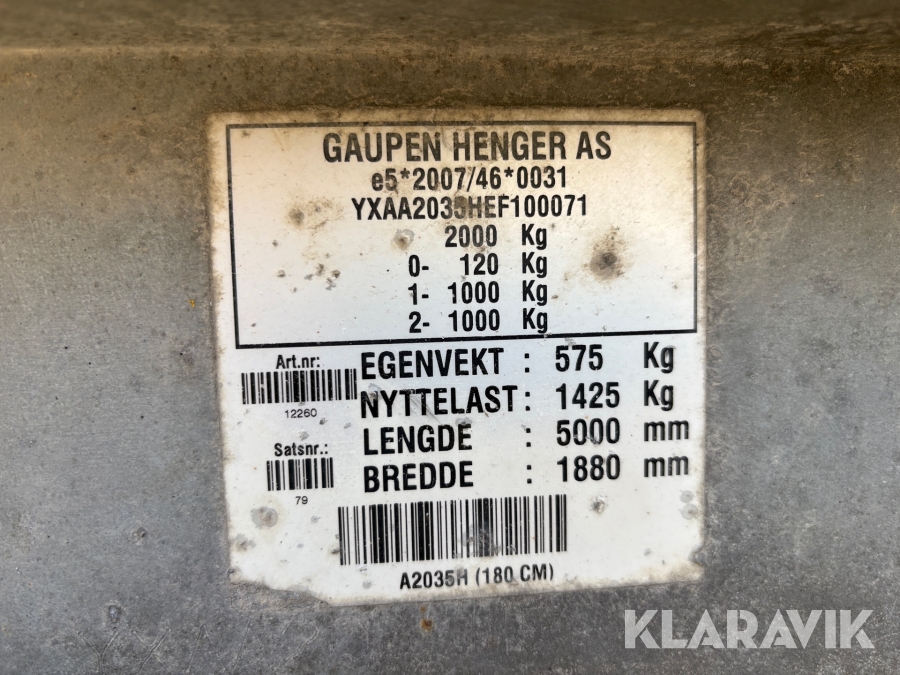 GAUPEN HENGER AS
e5*2007/46*0031
YXAA2035HEF100071
2000 Kg
0- 120 Kg
1- 1000 Kg
2- 1000 Kg
Art.nr:
12260
Satsnr.:
79
EGENVEKT : 575 Kg
NYTTELAST : 1425 Kg
LENGDE : 5000 mm
BREDDE : 1880 mm
A2035H (180 CM)
KLARAVIK